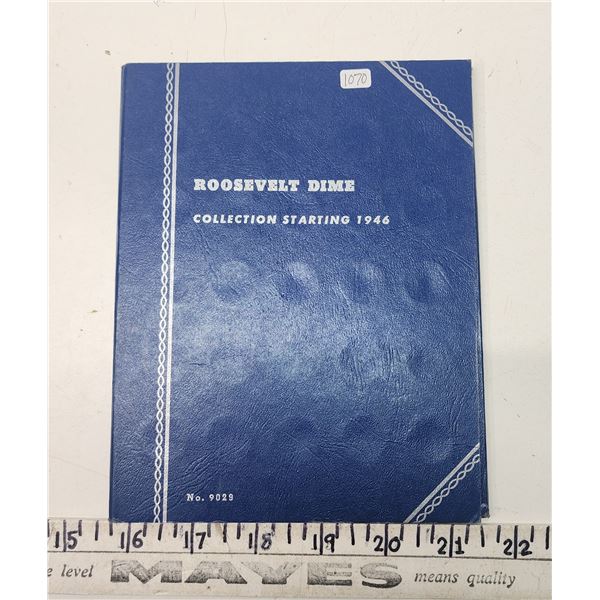 1070
ROOSEVELT DIME
COLLECTION STARTING 1946
No. 9029
15 16 17 18 19 20 21 22
level MAYES means quality